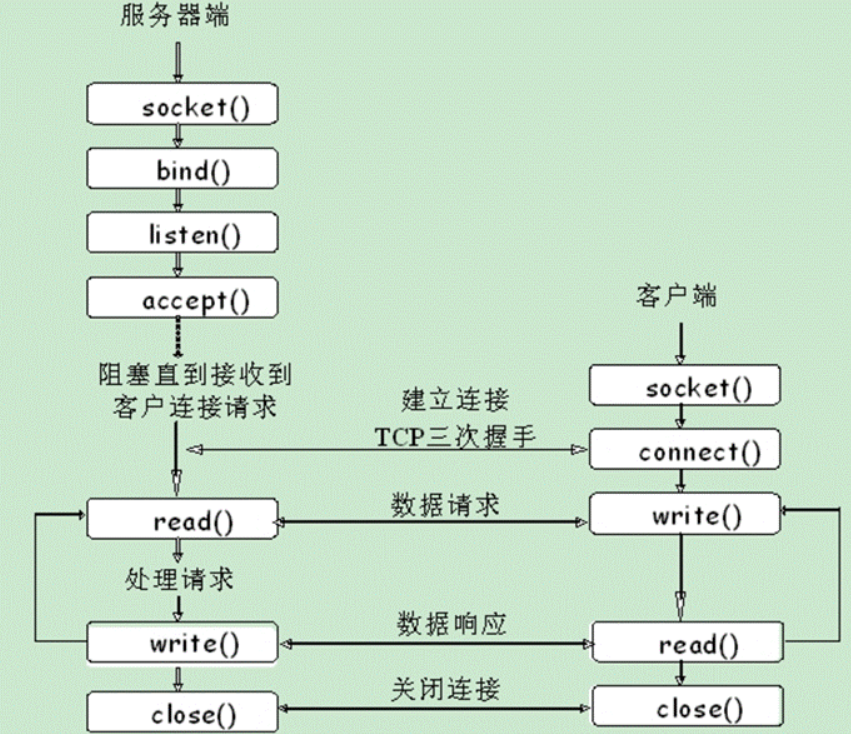 服务器端
socket()
bind()
listen()
accept()
阻塞直到接收到
客户连接请求
read()
处理请求
write()
close()
建立连接
TCP三次握手
数据请求
数据响应
关闭连接
客户端
socket()
connect()
write()
read()
close()